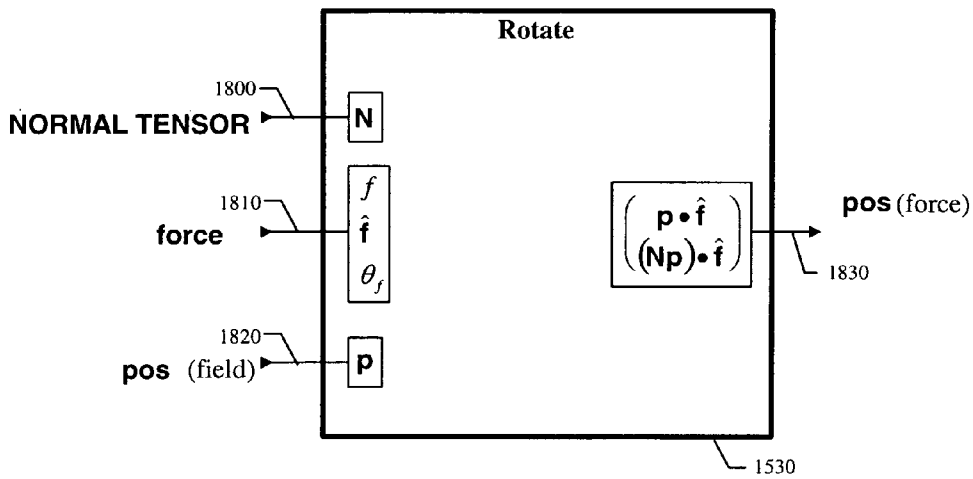 Rotate
1800
NORMAL TENSOR
N
f
1810
force
f̂
θ_f
p • f̂
(Np) • f̂
pos (force)
1830
1820
pos (field)
p
1530